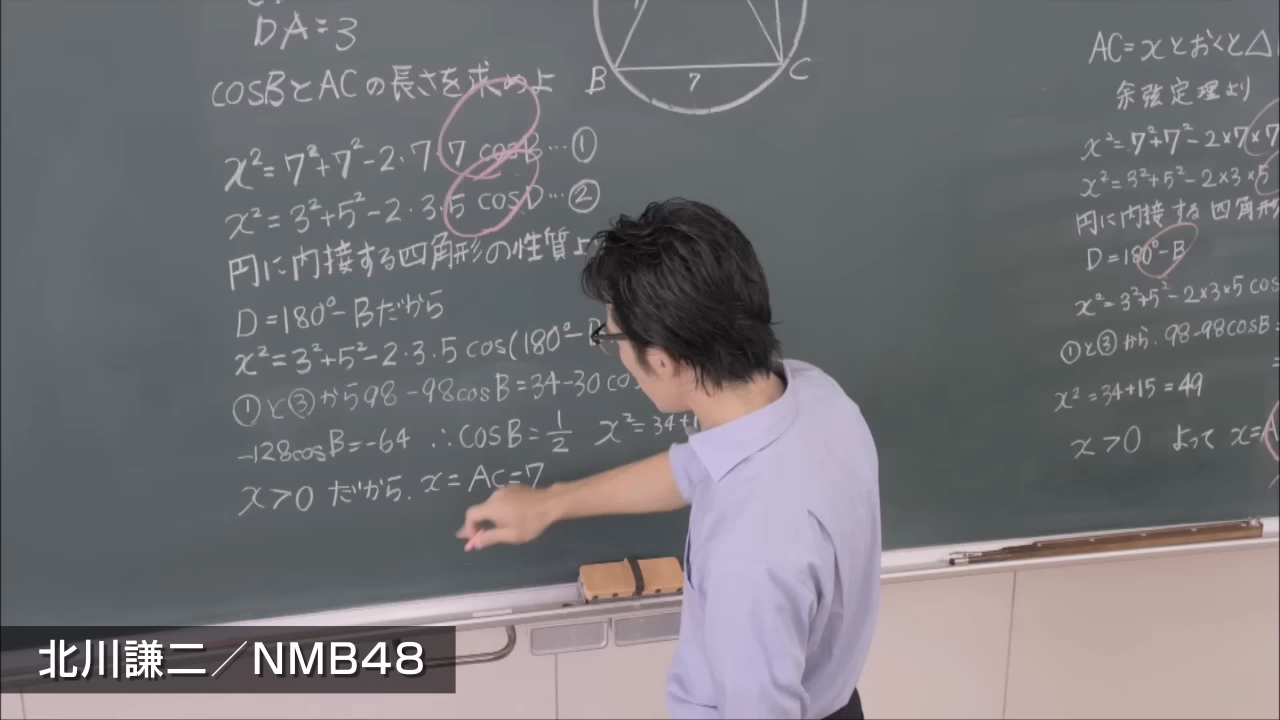 DA=3
cosBとACの長さを求めよ
x²=7²+7²-2·7·7 cosB…①
x²=3²+5²-2·3·5 cosD…②
円に内接する四角形の性質よ
D=180°-Bだから
x²=3²+5²-2·3·5 cos(180°-B
①と③から98-98cosB=34-30 co
-128cosB=-64 ∴cosB=1/2 x²=34+1
x>0 だから. x=AC=7
B
7
C
AC=xとおくと△
余弦定理より
x²=7²+7²-2×7×7
x²=3²+5²-2×3×5
円に内接する四角形
D=180°-B
x²=3²+5²-2×3×5 cos
①と③から. 98-98cosB=
x²=34+15=49
x>0 よって x=A
北川謙二／NMB48